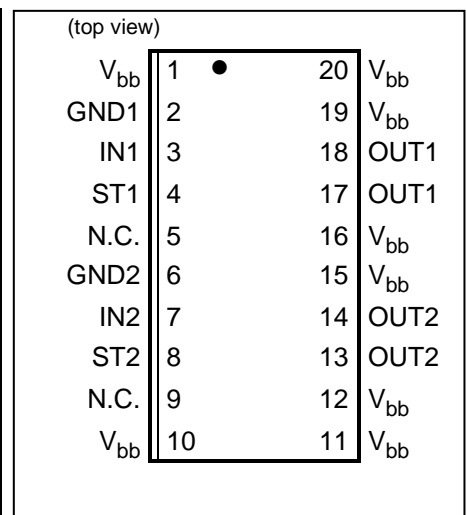 (top view)
Vbb 1 20 Vbb
GND1 2 19 Vbb
IN1 3 18 OUT1
ST1 4 17 OUT1
N.C. 5 16 Vbb
GND2 6 15 Vbb
IN2 7 14 OUT2
ST2 8 13 OUT2
N.C. 9 12 Vbb
Vbb 10 11 Vbb